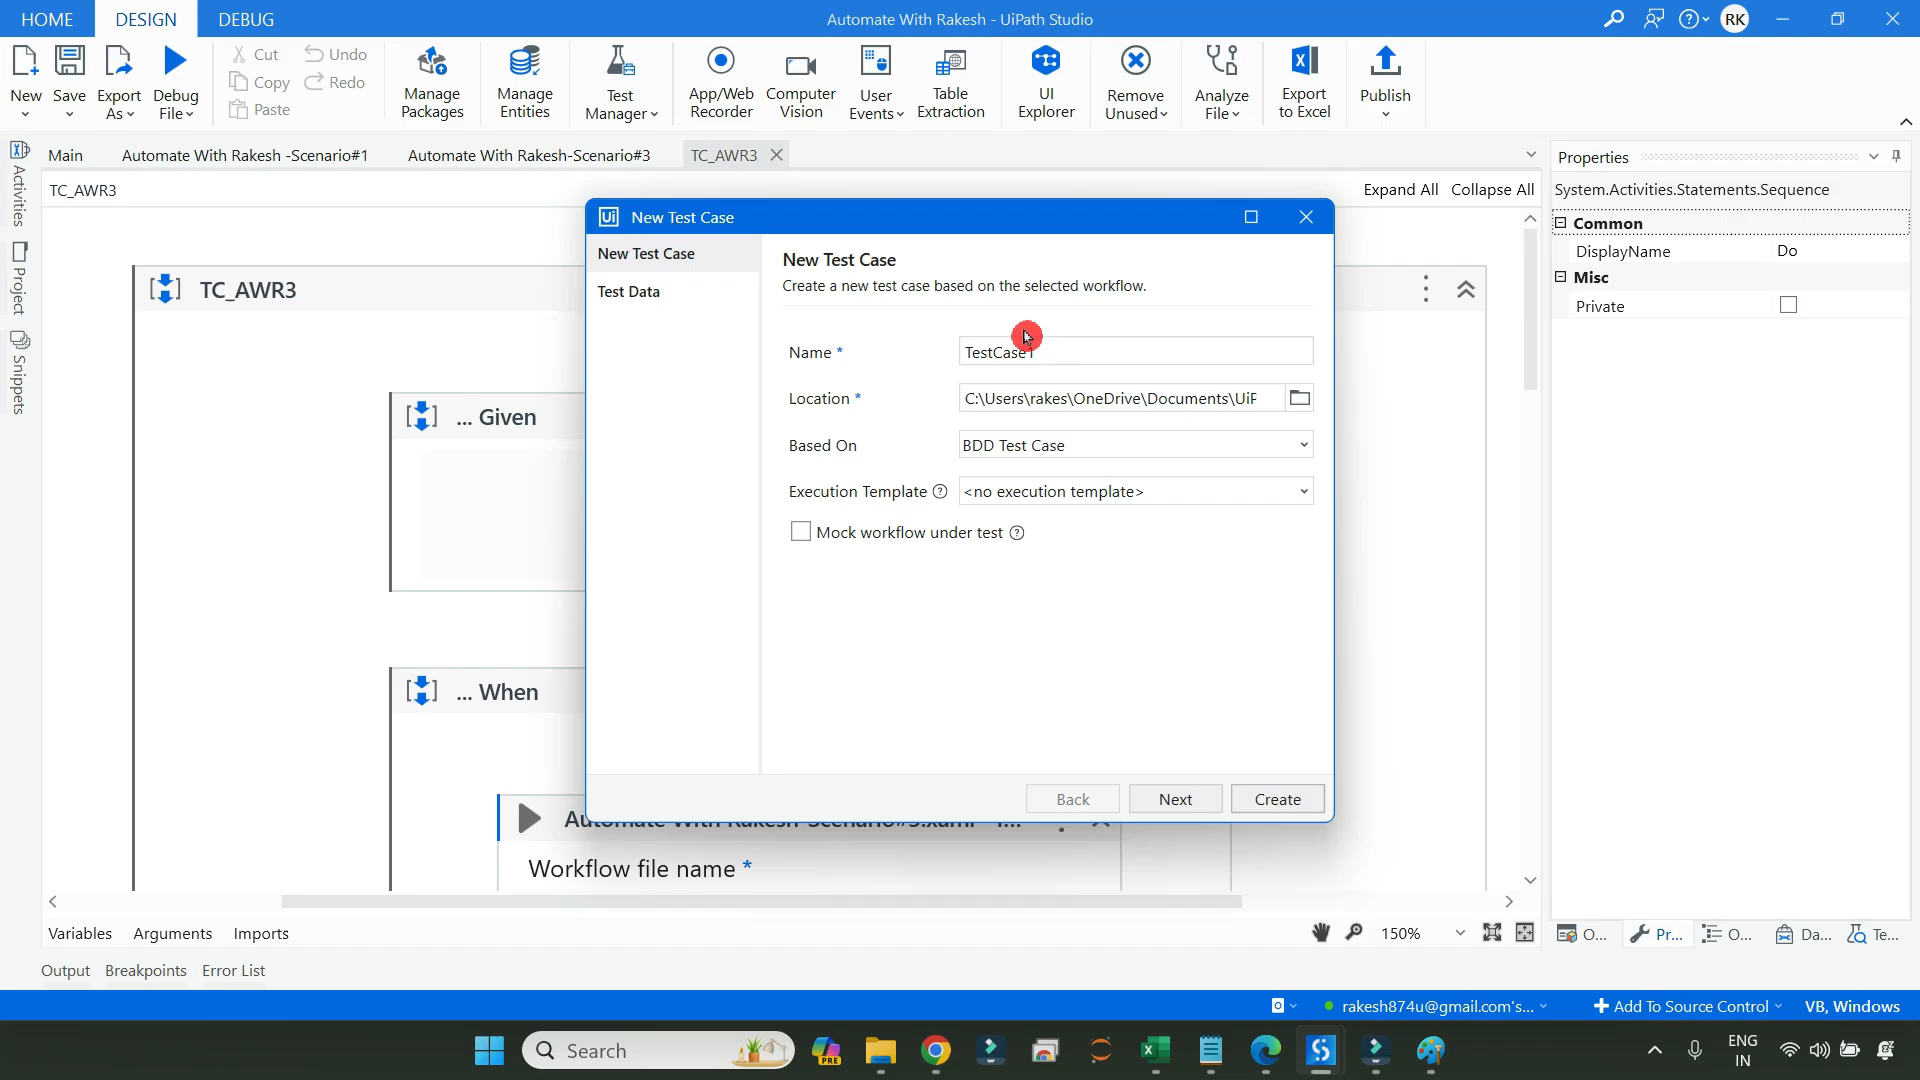 HOME DESIGN DEBUG Automate With Rakesh - UiPath Studio RK
New Save Export As Debug File
Cut Copy Paste Undo Redo
Manage Packages
Manage Entities
Test Manager
App/Web Recorder
Computer Vision
User Events
Table Extraction
UI Explorer
Remove Unused
Analyze File
Export to Excel
Publish
Main Automate With Rakesh -Scenario#1 Automate With Rakesh-Scenario#3 TC_AWR3
TC_AWR3 Expand All Collapse All
Activities
Project
Snippets
TC_AWR3
... Given
... When
Workflow file name *
Ui New Test Case
New Test Case
Test Data
New Test Case
Create a new test case based on the selected workflow.
Name * TestCase1
Location * C:\Users\rakes\OneDrive\Documents\UiP
Based On BDD Test Case
Execution Template ? <no execution template>
Mock workflow under test ?
Back Next Create
Properties
System.Activities.Statements.Sequence
Common
DisplayName Do
Misc
Private
Variables Arguments Imports 150%
O... Pr... O... Da... Te...
Output Breakpoints Error List
rakesh874u@gmail.com's... Add To Source Control VB, Windows
Search PRE ENG
IN